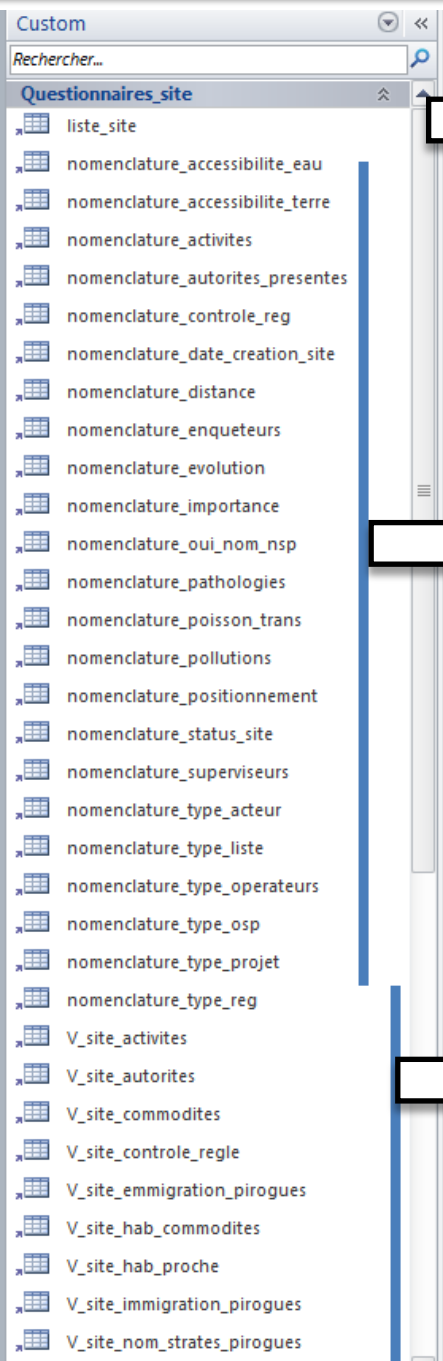 Custom
Rechercher...
Questionnaires_site
liste_site
nomenclature_accessibilite_eau
nomenclature_accessibilite_terre
nomenclature_activites
nomenclature_autorites_presentes
nomenclature_controle_reg
nomenclature_date_creation_site
nomenclature_distance
nomenclature_enqueteurs
nomenclature_evolution
nomenclature_importance
nomenclature_oui_nom_nsp
nomenclature_pathologies
nomenclature_poisson_trans
nomenclature_pollutions
nomenclature_positionnement
nomenclature_status_site
nomenclature_superviseurs
nomenclature_type_acteur
nomenclature_type_liste
nomenclature_type_operateurs
nomenclature_type_osp
nomenclature_type_projet
nomenclature_type_reg
V_site_activites
V_site_autorites
V_site_commodites
V_site_controle_regle
V_site_emmigration_pirogues
V_site_hab_commodites
V_site_hab_proche
V_site_immigration_pirogues
V_site_nom_strates_pirogues